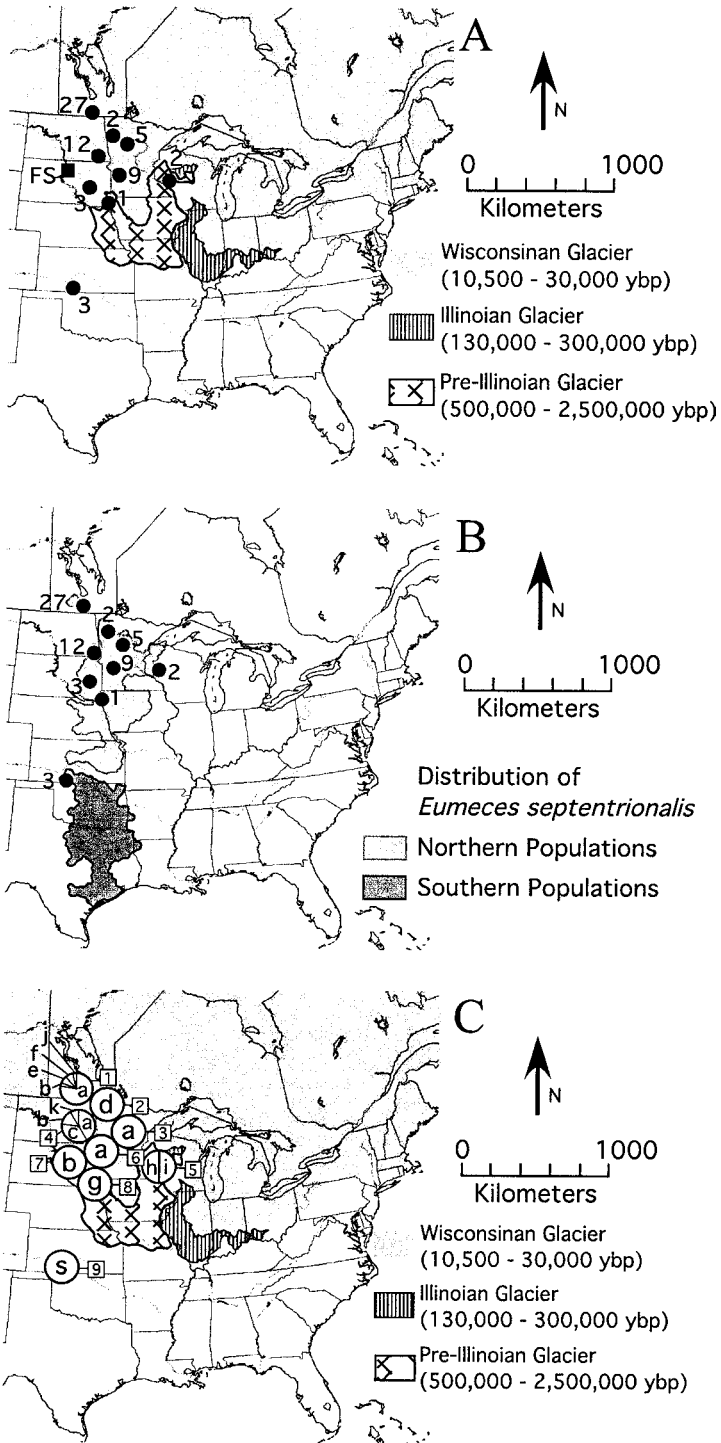 A
N
27
2
5
12
2
FS
9
3
1
3
0 1000
Kilometers
Wisconsinan Glacier
(10,500 - 30,000 ybp)
Illinoian Glacier
(130,000 - 300,000 ybp)
Pre-Illinoian Glacier
(500,000 - 2,500,000 ybp)
B
N
27
2
5
12
9
2
3
1
3
0 1000
Kilometers
Distribution of
Eumeces septentrionalis
Northern Populations
Southern Populations
C
N
j
f
e
b a 1
d 2
k
b a c 4
a 3
a 6
b 7
h i 5
g 8
s 9
0 1000
Kilometers
Wisconsinan Glacier
(10,500 - 30,000 ybp)
Illinoian Glacier
(130,000 - 300,000 ybp)
Pre-Illinoian Glacier
(500,000 - 2,500,000 ybp)